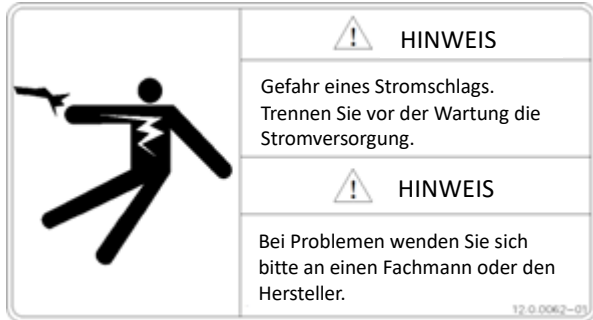 HINWEIS
Gefahr eines Stromschlags.
Trennen Sie vor der Wartung die
Stromversorgung.
HINWEIS
Bei Problemen wenden Sie sich
bitte an einen Fachmann oder den
Hersteller.
12.0.0062-01